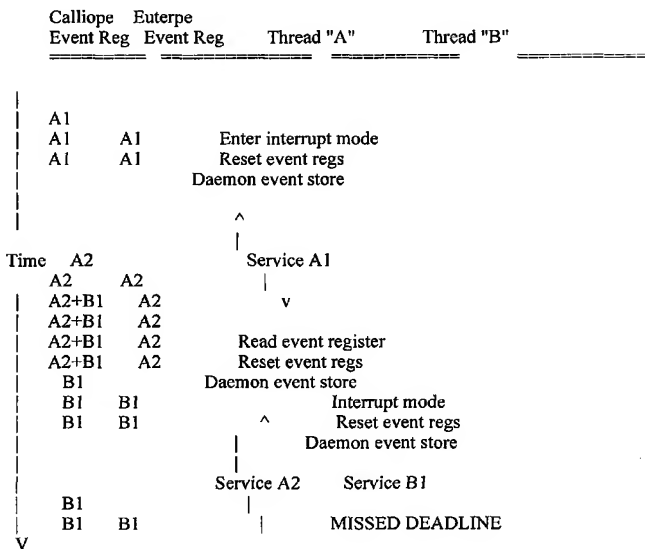 Calliope Euterpe
Event Reg Event Reg Thread "A" Thread "B"
A1
A1 A1 Enter interrupt mode
A1 A1 Reset event regs
Daemon event store
^
Time A2 Service A1
A2 A2
A2+B1 A2 v
A2+B1 A2
A2+B1 A2 Read event register
A2+B1 A2 Reset event regs
B1 Daemon event store
B1 B1 Interrupt mode
B1 B1 ^ Reset event regs
Daemon event store
Service A2 Service B1
B1
B1 B1 MISSED DEADLINE
V